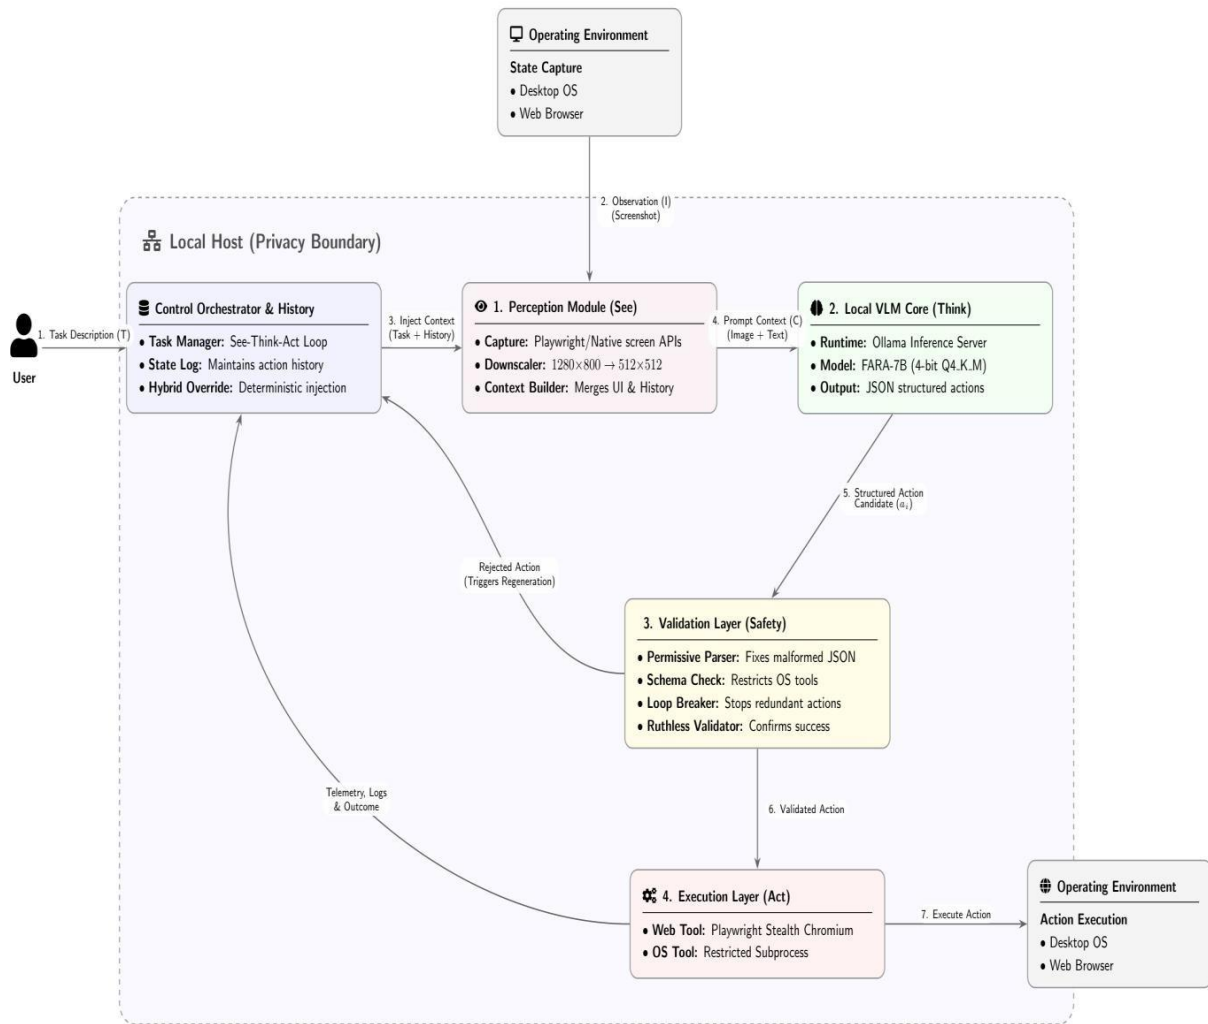 Operating Environment
State Capture
• Desktop OS
• Web Browser
2. Observation (I)
(Screenshot)
Local Host (Privacy Boundary)
User
1. Task Description (T)
Control Orchestrator & History
• Task Manager: See-Think-Act Loop
• State Log: Maintains action history
• Hybrid Override: Deterministic injection
3. Inject Context
(Task + History)
1. Perception Module (See)
• Capture: Playwright/Native screen APIs
• Downscaler: 1280×800 → 512×512
• Context Builder: Merges UI & History
4. Prompt Context (C)
(Image + Text)
2. Local VLM Core (Think)
• Runtime: Ollama Inference Server
• Model: FARA-7B (4-bit Q4_K_M)
• Output: JSON structured actions
5. Structured Action
Candidate (aᵢ)
Rejected Action
(Triggers Regeneration)
3. Validation Layer (Safety)
• Permissive Parser: Fixes malformed JSON
• Schema Check: Restricts OS tools
• Loop Breaker: Stops redundant actions
• Ruthless Validator: Confirms success
Telemetry, Logs
& Outcome
6. Validated Action
4. Execution Layer (Act)
• Web Tool: Playwright Stealth Chromium
• OS Tool: Restricted Subprocess
7. Execute Action
Operating Environment
Action Execution
• Desktop OS
• Web Browser